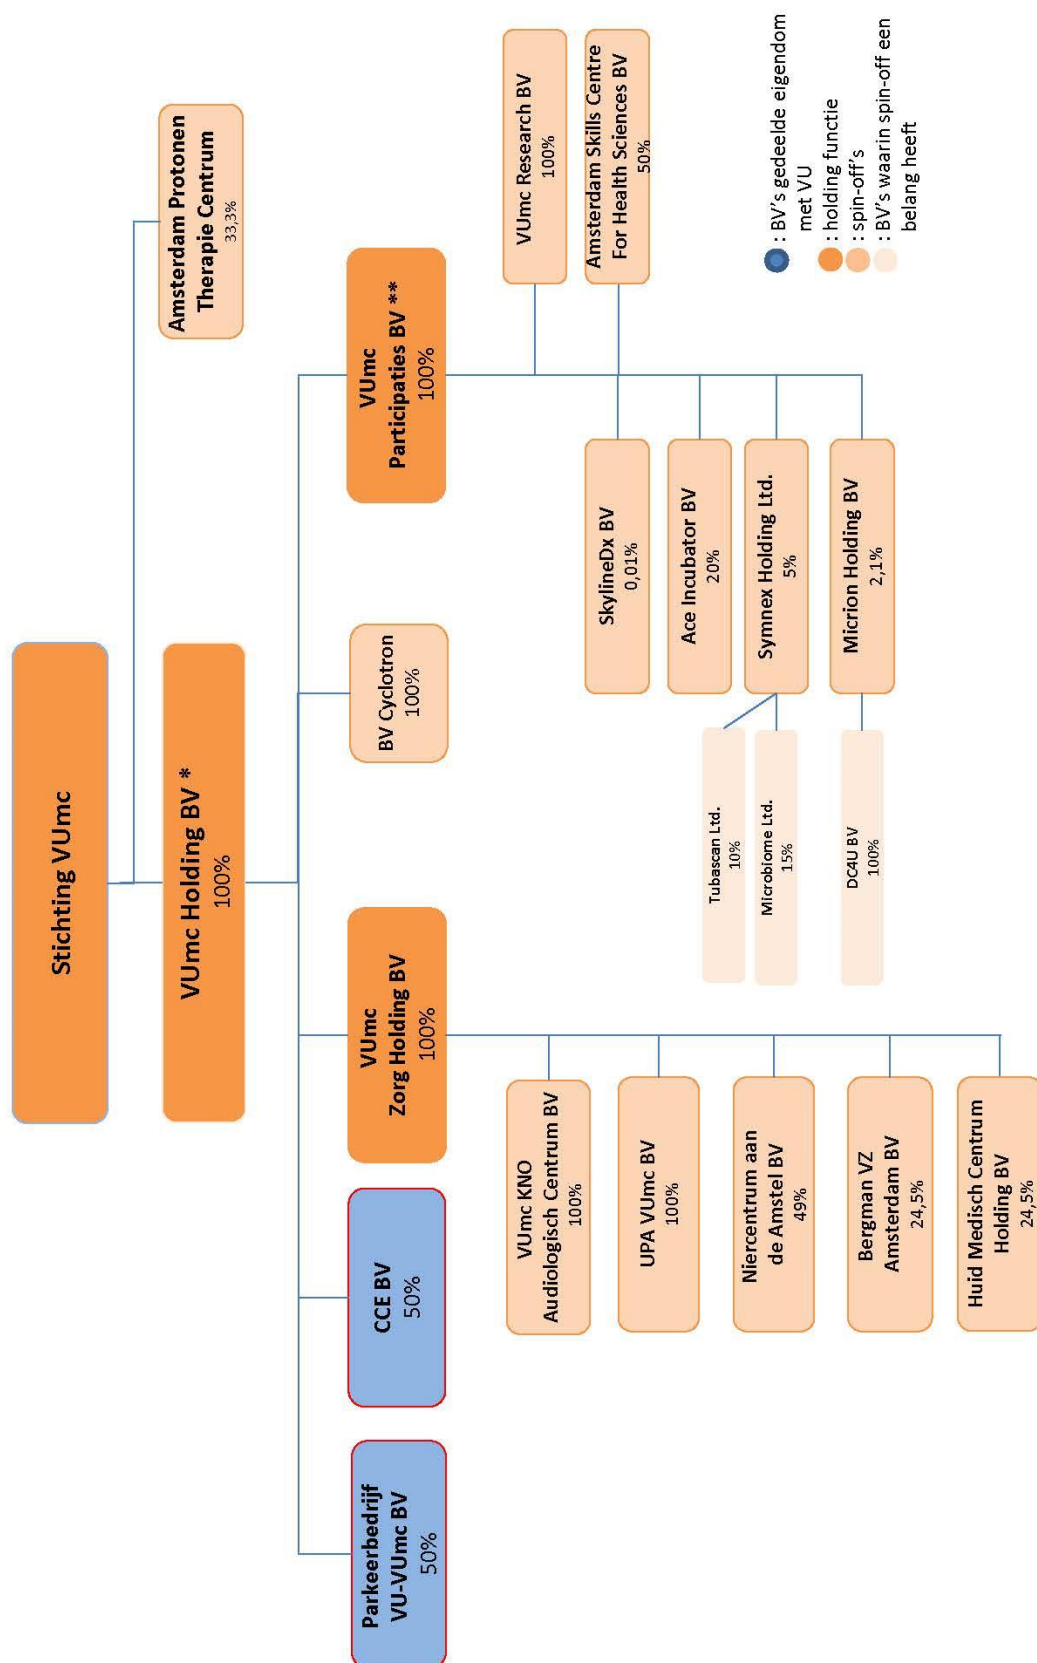 Stichting VUmc
VUmc Holding BV *
100%
Amsterdam Protonen
Therapie Centrum
33,3%
Parkeerbedrijf
VU-VUmc BV
50%
CCE BV
50%
VUmc
Zorg Holding BV
100%
BV Cyclotron
100%
VUmc
Participaties BV **
100%
VUmc KNO
Audiologisch Centrum BV
100%
UPA VUmc BV
100%
Niercentrum aan
de Amstel BV
49%
Bergman VZ
Amsterdam BV
24,5%
Huid Medisch Centrum
Holding BV
24,5%
VUmc Research BV
100%
Amsterdam Skills Centre
For Health Sciences BV
50%
SkylineDx BV
0,01%
Ace Incubator BV
20%
Symnex Holding Ltd.
5%
Micrion Holding BV
2,1%
Tubascan Ltd.
10%
Microbiome Ltd.
15%
DC4U BV
100%
: BV's gedeelde eigendom
met VU
: holding functie
: spin-off's
: BV's waarin spin-off een
belang heeft